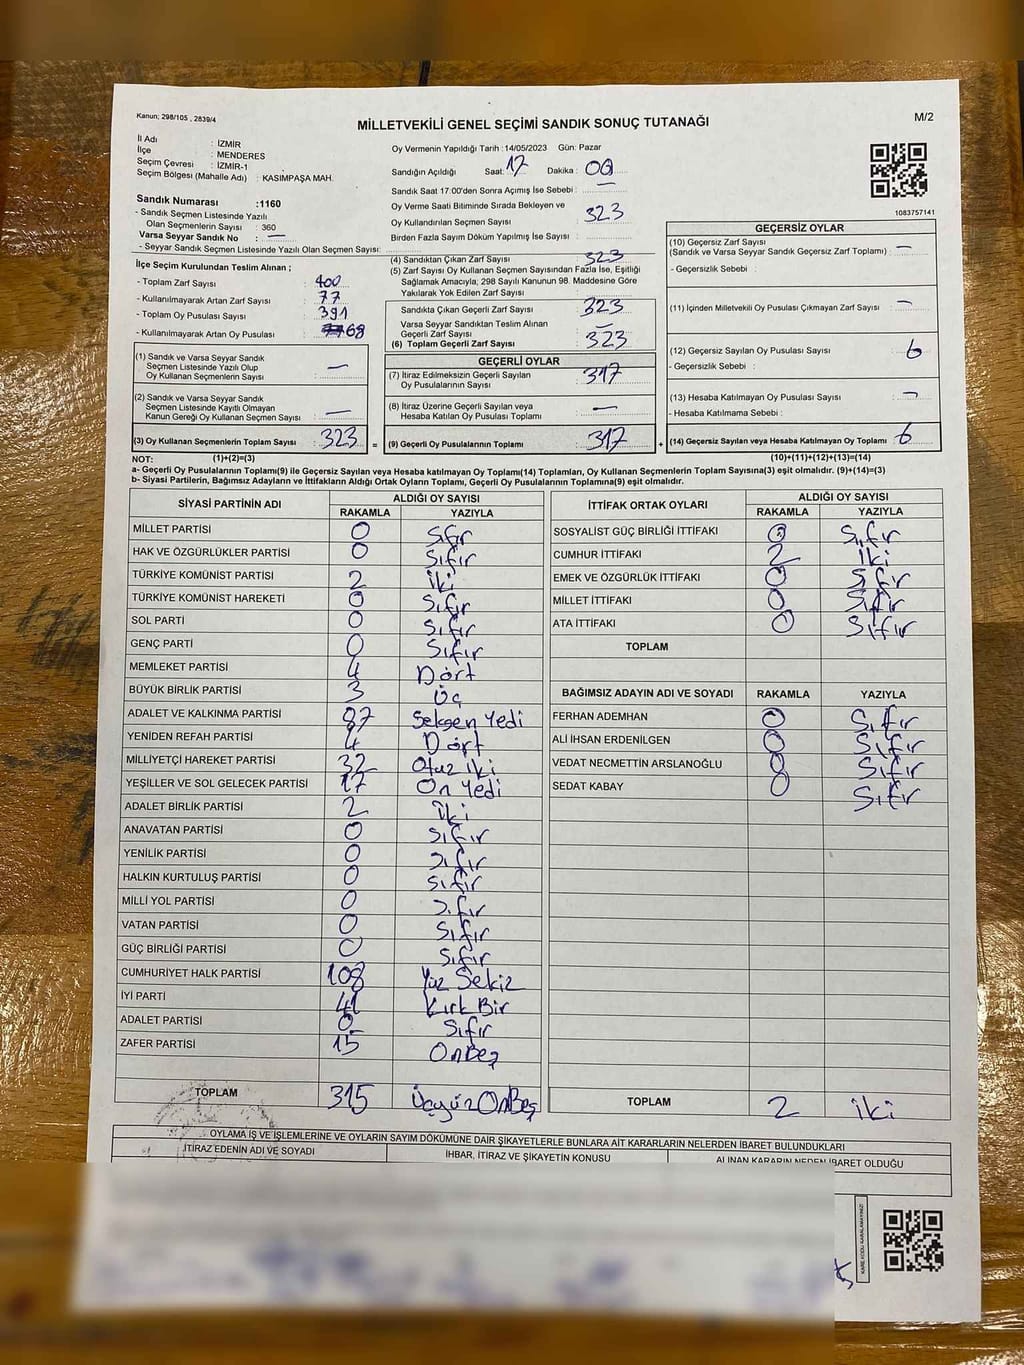 Kanun; 298/105 , 2839/4
MİLLETVEKİLİ GENEL SEÇİMİ SANDIK SONUÇ TUTANAĞI
M/2
İl Adı : İZMİR
İlçe : MENDERES
Seçim Çevresi : İZMİR-1
Seçim Bölgesi (Mahalle Adı) : KASIMPAŞA MAH.
Sandık Numarası :1160
- Sandık Seçmen Listesinde Yazılı
Olan Seçmenlerin Sayısı : 360
Varsa Seyyar Sandık No : —
- Seyyar Sandık Seçmen Listesinde Yazılı Olan Seçmen Sayısı:
Oy Vermenin Yapıldığı Tarih : 14/05/2023 Gün: Pazar
Sandığın Açıldığı Saat: 17 Dakika : 00
Sandık Saat 17.00'den Sonra Açımış İse Sebebi : —
Oy Verme Saati Bitiminde Sırada Bekleyen ve
Oy Kullandırılan Seçmen Sayısı : 323
Birden Fazla Sayım Döküm Yapılmış İse Sayısı :
1083757141
İlçe Seçim Kurulundan Teslim Alınan ;
- Toplam Zarf Sayısı : 400
- Kullanılmayarak Artan Zarf Sayısı : 77
- Toplam Oy Pusulası Sayısı : 391
- Kullanılmayarak Artan Oy Pusulası : 68
(1) Sandık ve Varsa Seyyar Sandık
Seçmen Listesinde Yazılı Olup
Oy Kullanan Seçmenlerin Sayısı : —
(2) Sandık ve Varsa Seyyar Sandık
Seçmen Listesinde Kayıtlı Olmayan
Kanun Gereği Oy Kullanan Seçmen Sayısı : —
(3) Oy Kullanan Seçmenlerin Toplam Sayısı : 323 =
(4) Sandıktan Çıkan Zarf Sayısı : 323
(5) Zarf Sayısı Oy Kullanan Seçmen Sayısından Fazla İse, Eşitliği
Sağlamak Amacıyla; 298 Sayılı Kanunun 98. Maddesine Göre
Yakılarak Yok Edilen Zarf Sayısı :
Sandıkta Çıkan Geçerli Zarf Sayısı : 323
Varsa Seyyar Sandıktan Teslim Alınan
Geçerli Zarf Sayısı : —
(6) Toplam Geçerli Zarf Sayısı : 323
GEÇERLİ OYLAR
(7) İtiraz Edilmeksizin Geçerli Sayılan
Oy Pusulalarının Sayısı : 317
(8) İtiraz Üzerine Geçerli Sayılan veya
Hesaba Katılan Oy Pusulası Toplamı : —
(9) Geçerli Oy Pusulalarının Toplamı : 317 +
GEÇERSİZ OYLAR
(10) Geçersiz Zarf Sayısı
(Sandık ve Varsa Seyyar Sandık Geçersiz Zarf Toplamı) : —
- Geçersizlik Sebebi :
(11) İçinden Milletvekili Oy Pusulası Çıkmayan Zarf Sayısı : —
(12) Geçersiz Sayılan Oy Pusulası Sayısı : 6
- Geçersizlik Sebebi :
(13) Hesaba Katılmayan Oy Pusulası Sayısı : —
- Hesaba Katılmama Sebebi :
(14) Geçersiz Sayılan veya Hesaba Katılmayan Oy Pusulası Toplamı : 6
NOT: (1)+(2)=(3) (10)+(11)+(12)+(13)=(14)
a- Geçerli Oy Pusulalarının Toplamı(9) ile Geçersiz Sayılan veya Hesaba katılmayan Oy Toplamı(14) Toplamları, Oy Kullanan Seçmenlerin Toplam Sayısına(3) eşit olmalıdır. (9)+(14)=(3)
b- Siyasi Partilerin, Bağımsız Adayların ve İttifakların Aldığı Ortak Oyların Toplamı, Geçerli Oy Pusulalarının Toplamına(9) eşit olmalıdır.
SİYASİ PARTİNİN ADI ALDIĞI OY SAYISI
RAKAMLA YAZIYLA
MİLLET PARTİSİ 0 Sıfır
HAK VE ÖZGÜRLÜKLER PARTİSİ 0 Sıfır
TÜRKİYE KOMÜNİST PARTİSİ 2 İki
TÜRKİYE KOMÜNİST HAREKETİ 0 Sıfır
SOL PARTİ 0 Sıfır
GENÇ PARTİ 0 Sıfır
MEMLEKET PARTİSİ 4 Dört
BÜYÜK BİRLİK PARTİSİ 3 Üç
ADALET VE KALKINMA PARTİSİ 87 Seksen Yedi
YENİDEN REFAH PARTİSİ 4 Dört
MİLLİYETÇİ HAREKET PARTİSİ 32 Otuz İki
YEŞİLLER VE SOL GELECEK PARTİSİ 17 On Yedi
ADALET BİRLİK PARTİSİ 2 İki
ANAVATAN PARTİSİ 0 Sıfır
YENİLİK PARTİSİ 0 Sıfır
HALKIN KURTULUŞ PARTİSİ 0 Sıfır
MİLLİ YOL PARTİSİ 0 Sıfır
VATAN PARTİSİ 0 Sıfır
GÜÇ BİRLİĞİ PARTİSİ 0 Sıfır
CUMHURİYET HALK PARTİSİ 108 Yüz Sekiz
İYİ PARTİ 41 Kırk Bir
ADALET PARTİSİ 0 Sıfır
ZAFER PARTİSİ 15 OnBeş
TOPLAM 315 ÜçyüzOnBeş
İTTİFAK ORTAK OYLARI ALDIĞI OY SAYISI
RAKAMLA YAZIYLA
SOSYALİST GÜÇ BİRLİĞİ İTTİFAKI 0 Sıfır
CUMHUR İTTİFAKI 2 İki
EMEK VE ÖZGÜRLÜK İTTİFAKI 0 Sıfır
MİLLET İTTİFAKI 0 Sıfır
ATA İTTİFAKI 0 Sıfır
TOPLAM
BAĞIMSIZ ADAYIN ADI VE SOYADI RAKAMLA YAZIYLA
FERHAN ADEMHAN 0 Sıfır
ALİ İHSAN ERDENİLGEN 0 Sıfır
VEDAT NECMETTİN ARSLANOĞLU 0 Sıfır
SEDAT KABAY 0 Sıfır
TOPLAM 2 iki
OYLAMA İŞ VE İŞLEMLERİNE VE OYLARIN SAYIM DÖKÜMÜNE DAİR ŞİKAYETLERLE BUNLARA AİT KARARLARIN NELERDEN İBARET BULUNDUKLARI
İTİRAZ EDENİN ADI VE SOYADI İHBAR, İTİRAZ VE ŞİKAYETİN KONUSU ALINAN KARARIN NEDEN İBARET OLDUĞU
KARE KODU KARALAMAYINIZ!